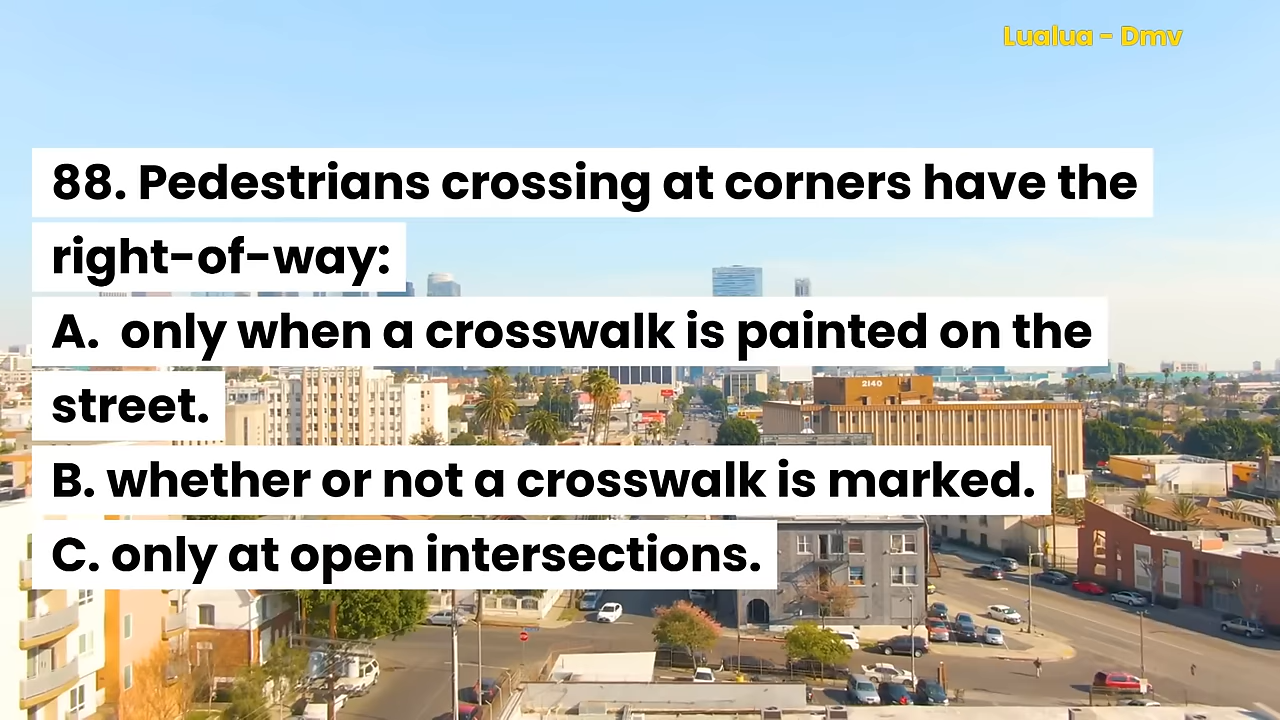 Lualua - Dmv
88. Pedestrians crossing at corners have the
right-of-way:
A. only when a crosswalk is painted on the
street.
B. whether or not a crosswalk is marked.
C. only at open intersections.
2140